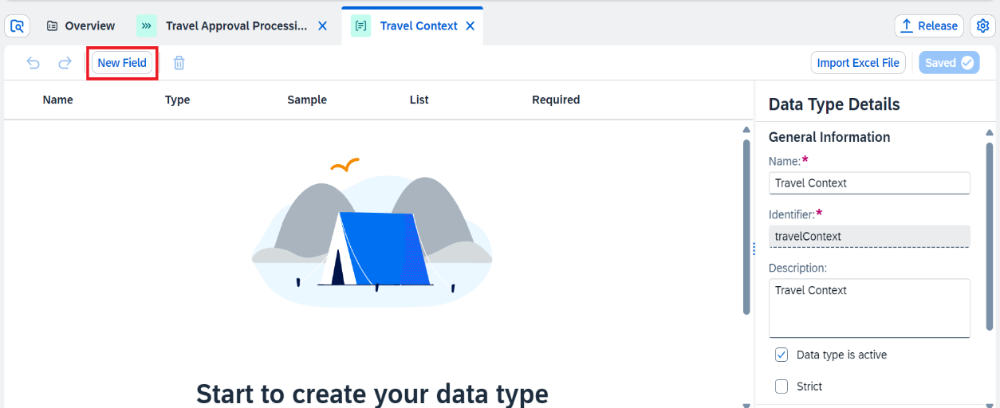 Overview
Travel Approval Processi...
Travel Context
Release
New Field
Import Excel File
Saved
Name Type Sample List Required
Start to create your data type
Data Type Details
General Information
Name:*
Travel Context
Identifier:*
travelContext
Description:
Travel Context
Data type is active
Strict